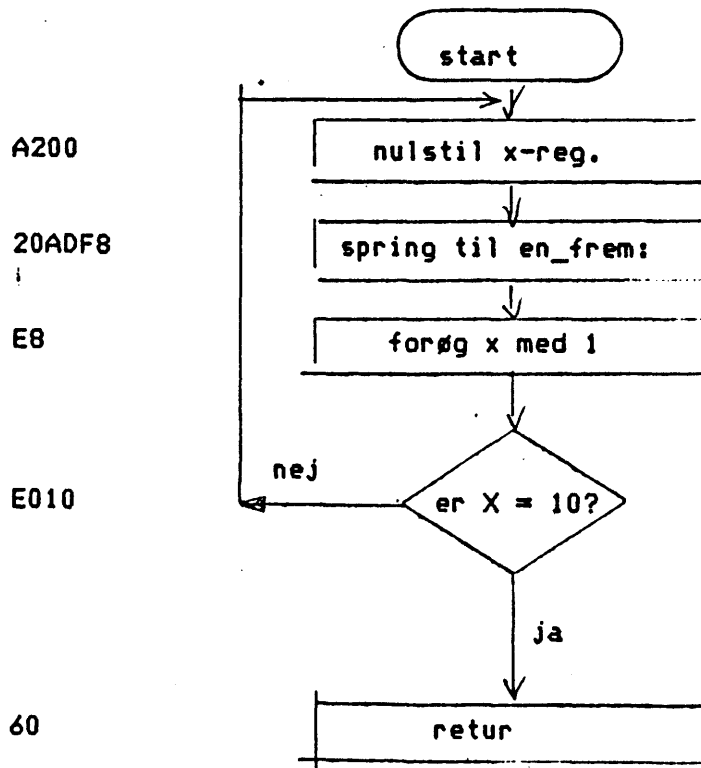 start
A200 nulstil x-reg.
20ADF8 spring til en_frem:
E8 forøg x med 1
nej
E010 er X = 10?
ja
60 retur